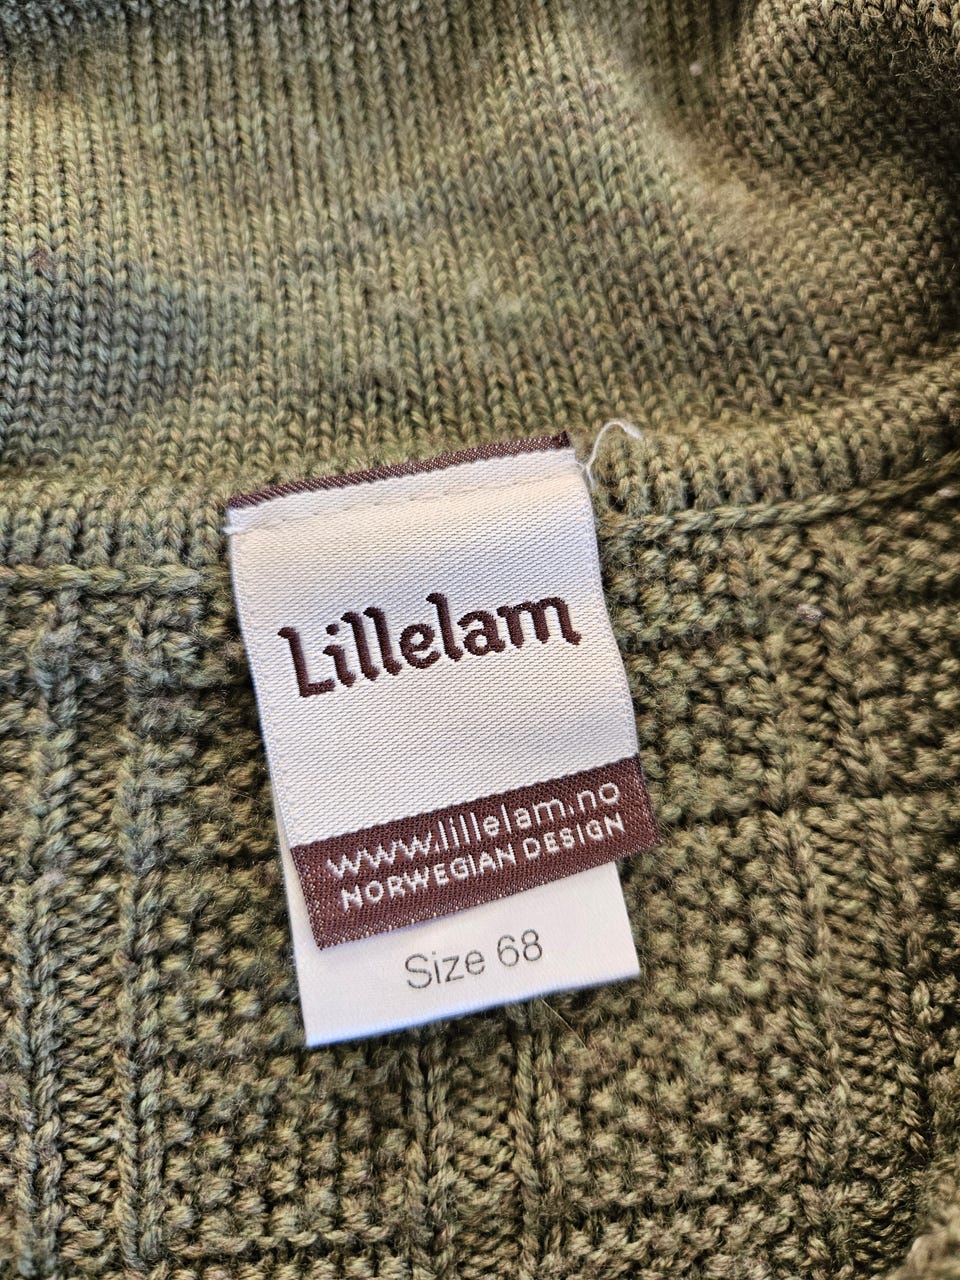 Lillelam
www.lillelam.no
NORWEGIAN DESIGN
Size 68